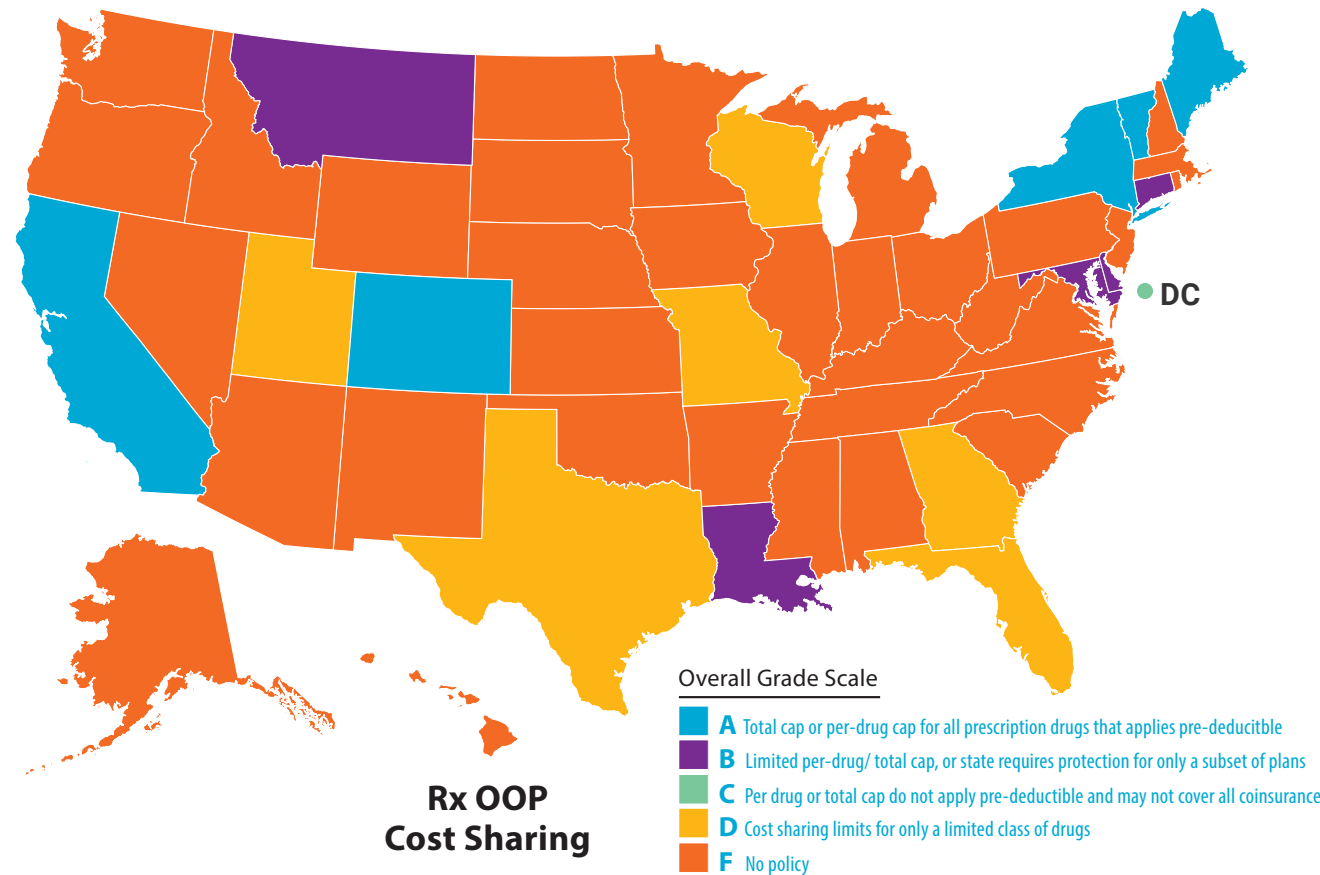 DC
Overall Grade Scale
A Total cap or per-drug cap for all prescription drugs that applies pre-deducitble
B Limited per-drug/ total cap, or state requires protection for only a subset of plans
C Per drug or total cap do not apply pre-deductible and may not cover all coinsurance
D Cost sharing limits for only a limited class of drugs
F No policy
Rx OOP
Cost Sharing